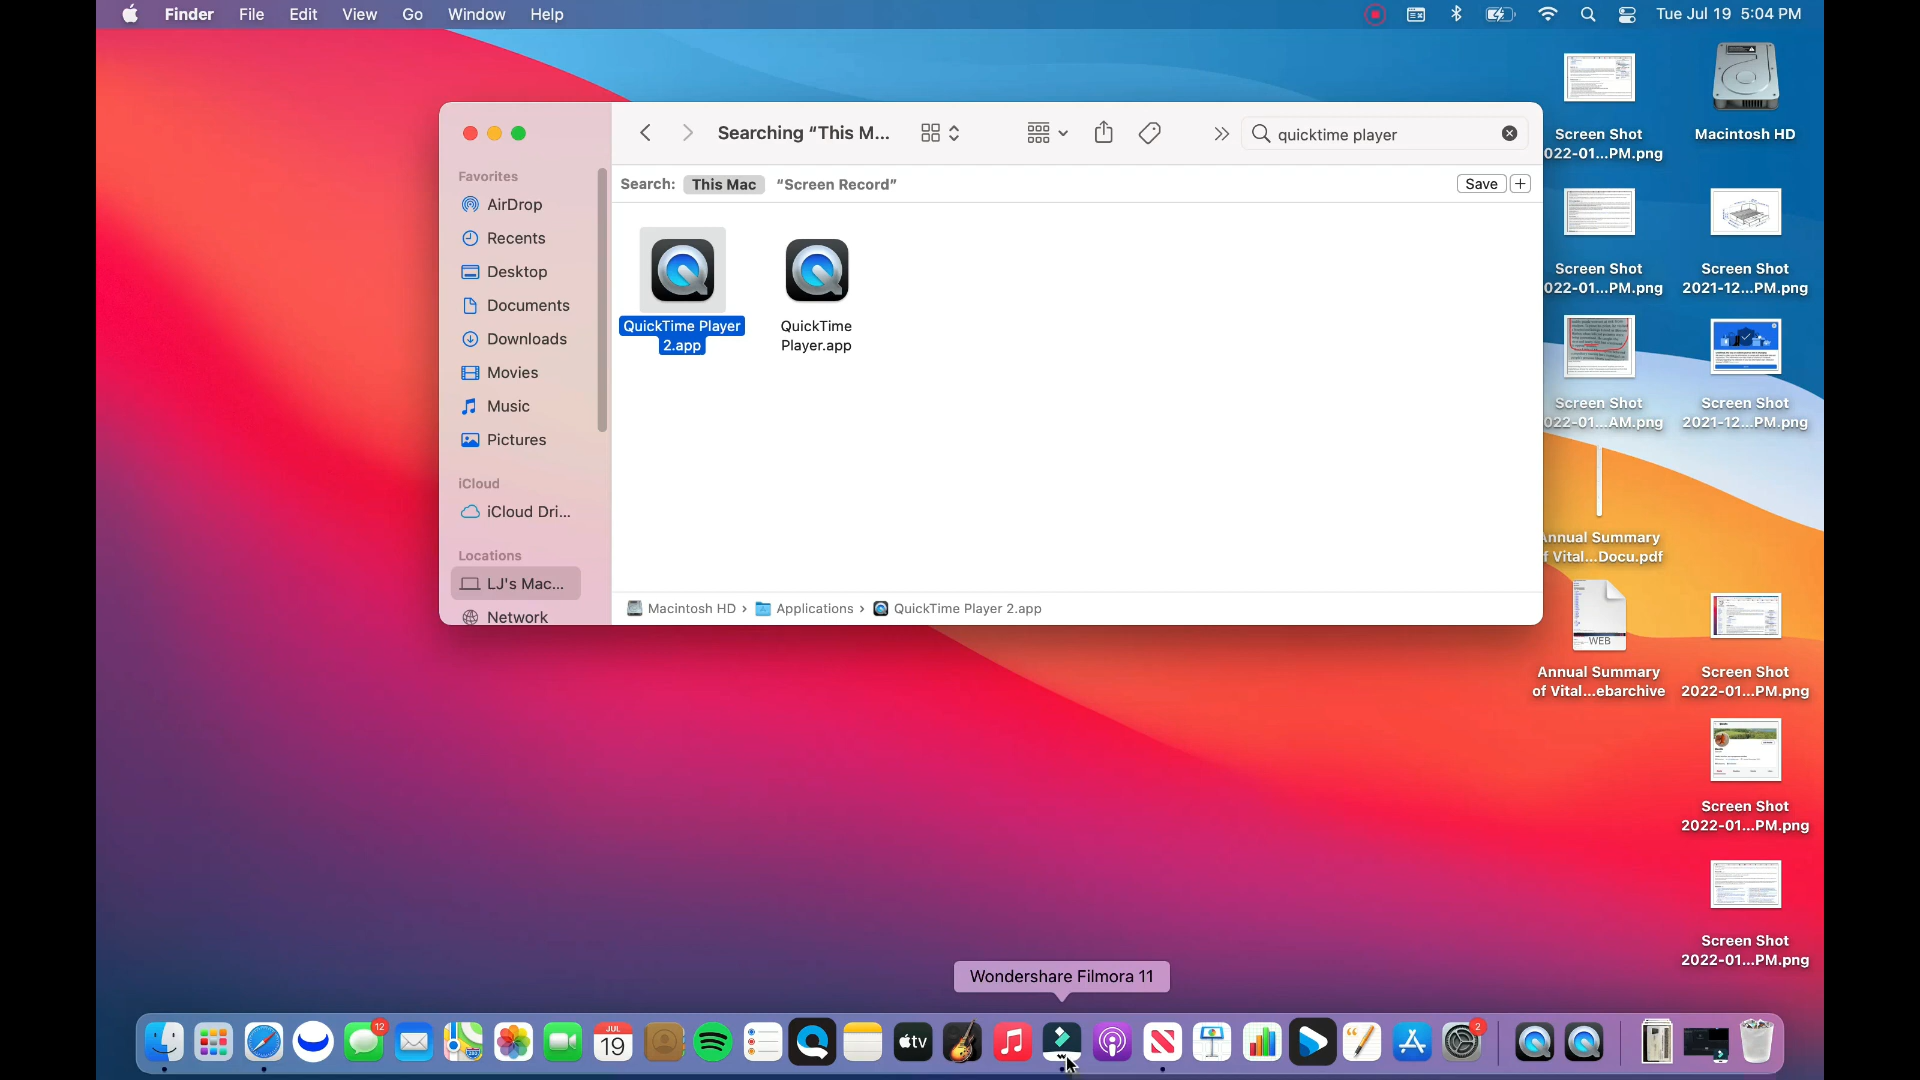 Finder File Edit View Go Window Help
Tue Jul 19 5:04 PM
Searching “This M...
quicktime player
Search: This Mac “Screen Record”
Save
Favorites
AirDrop
Recents
Desktop
Documents
Downloads
Movies
Music
Pictures
iCloud
iCloud Dri...
Locations
LJ's Mac...
Network
QuickTime Player
2.app
QuickTime
Player.app
Macintosh HD › Applications › QuickTime Player 2.app
Screen Shot
022-01...PM.png
Macintosh HD
Screen Shot
022-01...PM.png
Screen Shot
2021-12...PM.png
Screen Shot
022-01...AM.png
Screen Shot
2021-12...PM.png
Annual Summary
f Vital...Docu.pdf
WEB
Annual Summary
of Vital...ebarchive
Screen Shot
2022-01...PM.png
Screen Shot
2022-01...PM.png
Screen Shot
2022-01...PM.png
Wondershare Filmora 11
12
JUL
19
tv
2